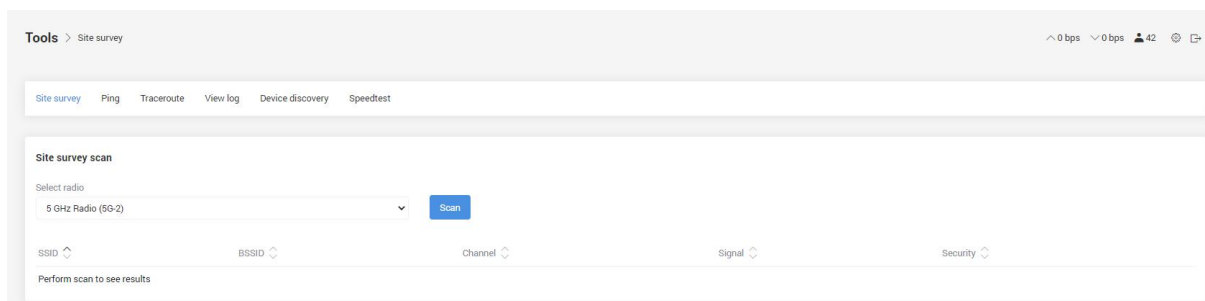 Tools > Site survey
0 bps 0 bps 42
Site survey Ping Traceroute View log Device discovery Speedtest
Site survey scan
Select radio
5 GHz Radio (5G-2) Scan
SSID BSSID Channel Signal Security
Perform scan to see results